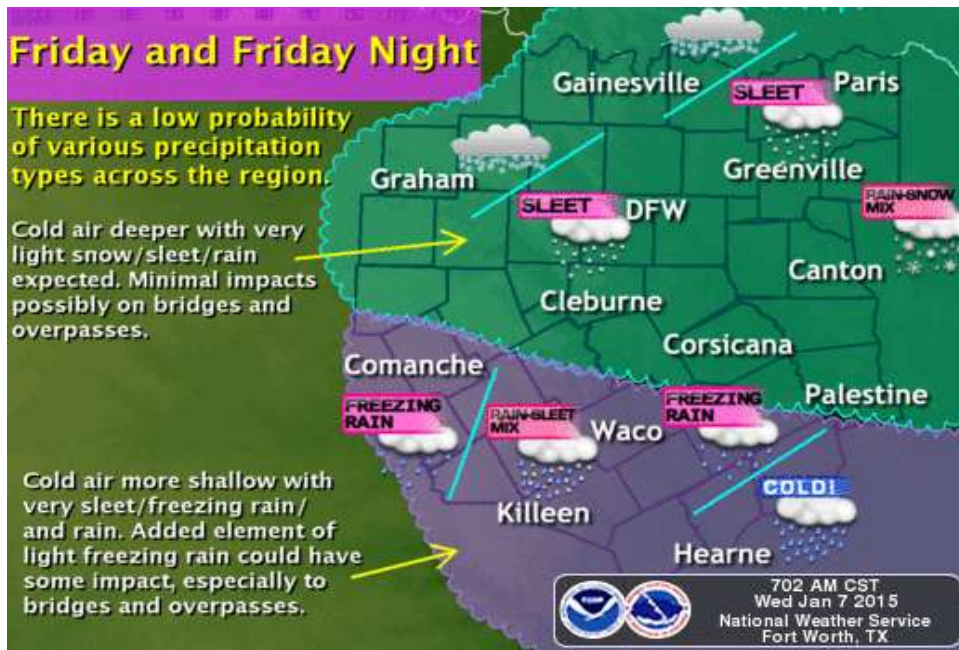 Friday and Friday Night
There is a low probability
of various precipitation
types across the region.
Cold air deeper with very
light snow/sleet/rain
expected. Minimal impacts
possibly on bridges and
overpasses.
Gainesville
SLEET
Paris
Greenville
Graham
SLEET
DFW
RAIN-SNOW
MIX
Canton
Cleburne
Corsicana
Comanche
Palestine
FREEZING
RAIN
RAIN-SLEET
MIX
Waco
FREEZING
RAIN
Cold air more shallow with
very sleet/freezing rain/
and rain. Added element of
light freezing rain could have
some impact, especially to
bridges and overpasses.
Killeen
COLD!
Hearne
702 AM CST
Wed Jan 7 2015
National Weather Service
Fort Worth, TX